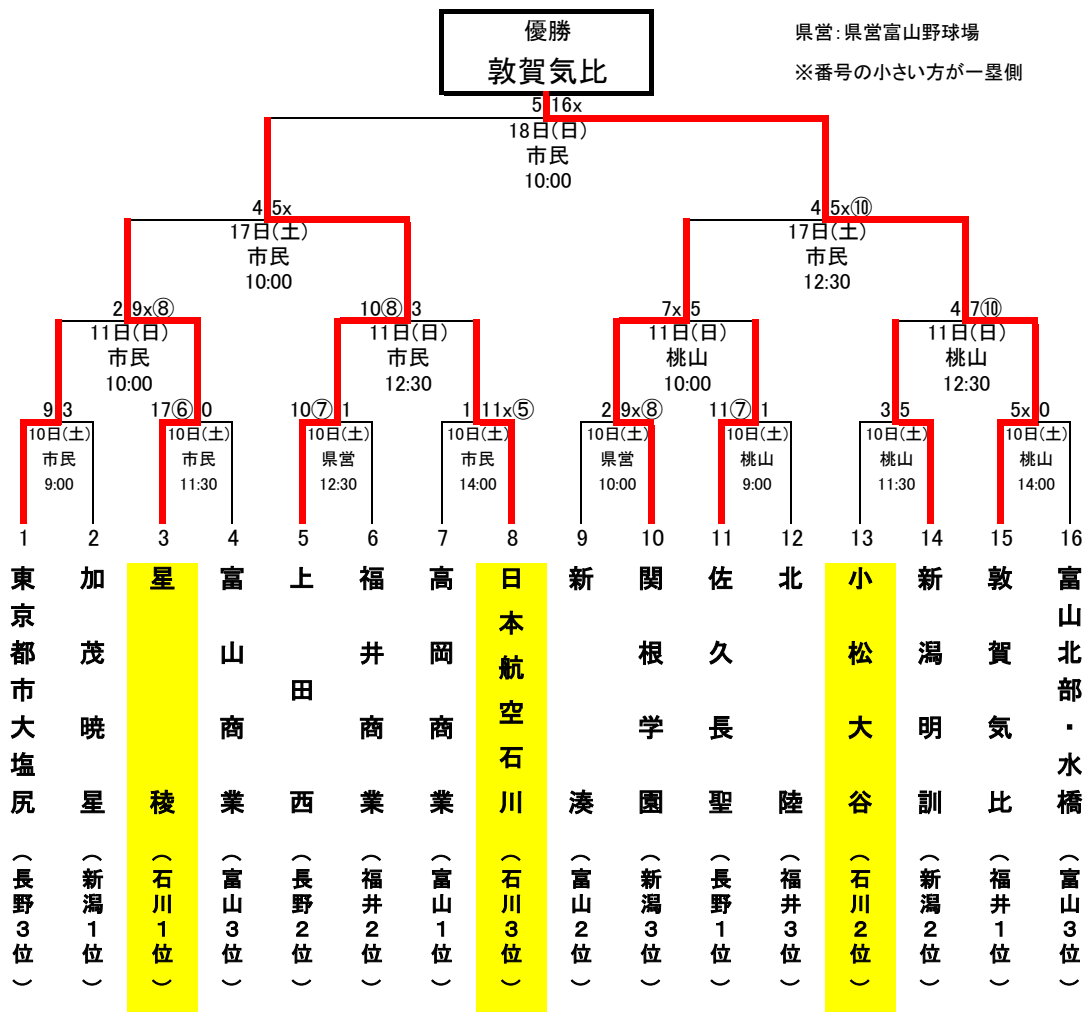 優勝
敦賀気比
県営：県営富山野球場
※番号の小さい方が一塁側
5 16x
18日(日)
市民
10:00
4 5x
17日(土)
市民
10:00
4 5x⑩
17日(土)
市民
12:30
2 9x⑧
11日(日)
市民
10:00
10⑧ 3
11日(日)
市民
12:30
7x 5
11日(日)
桃山
10:00
4 7⑩
11日(日)
桃山
12:30
9 3
10日(土)
市民
9:00
17⑥ 0
10日(土)
市民
11:30
10⑦ 1
10日(土)
県営
12:30
1 11x⑤
10日(土)
市民
14:00
2 9x⑧
10日(土)
県営
10:00
11⑦ 1
10日(土)
桃山
9:00
3 5
10日(土)
桃山
11:30
5x 0
10日(土)
桃山
14:00
1 2 3 4 5 6 7 8 9 10 11 12 13 14 15 16
東京都市大塩尻（長野3位）
加茂暁星（新潟1位）
星稜（石川1位）
富山商業（富山3位）
上田西（長野2位）
福井商業（福井2位）
高岡商業（富山1位）
日本航空石川（石川3位）
新湊（富山2位）
関根学園（新潟3位）
佐久長聖（長野1位）
北陸（福井3位）
小松大谷（石川2位）
新潟明訓（新潟2位）
敦賀気比（福井1位）
富山北部・水橋（富山3位）